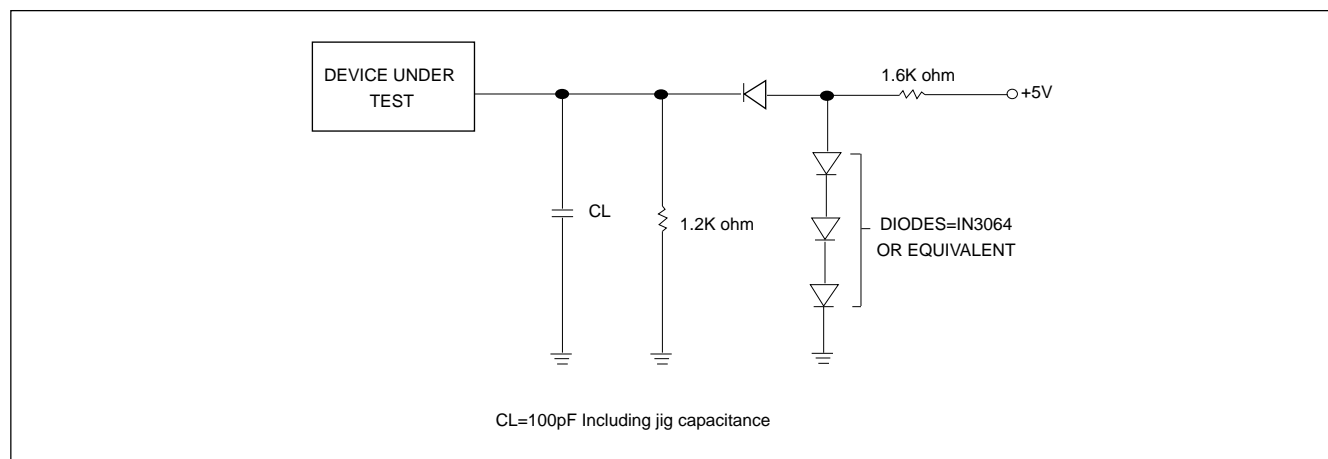 DEVICE UNDER
TEST
1.6K ohm
+5V
CL
1.2K ohm
DIODES=IN3064
OR EQUIVALENT
CL=100pF Including jig capacitance